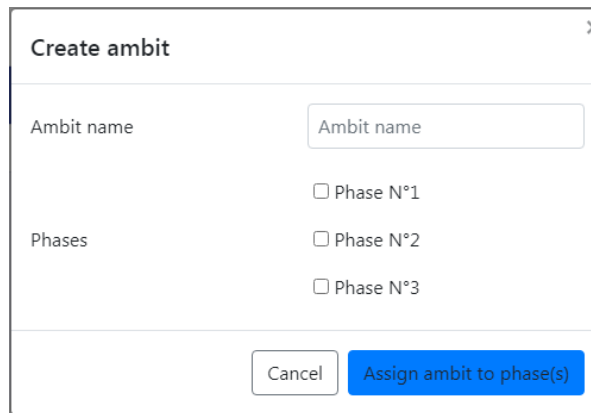 Create ambit
Ambit name
Ambit name
Phase N°1
Phases
Phase N°2
Phase N°3
Cancel
Assign ambit to phase(s)